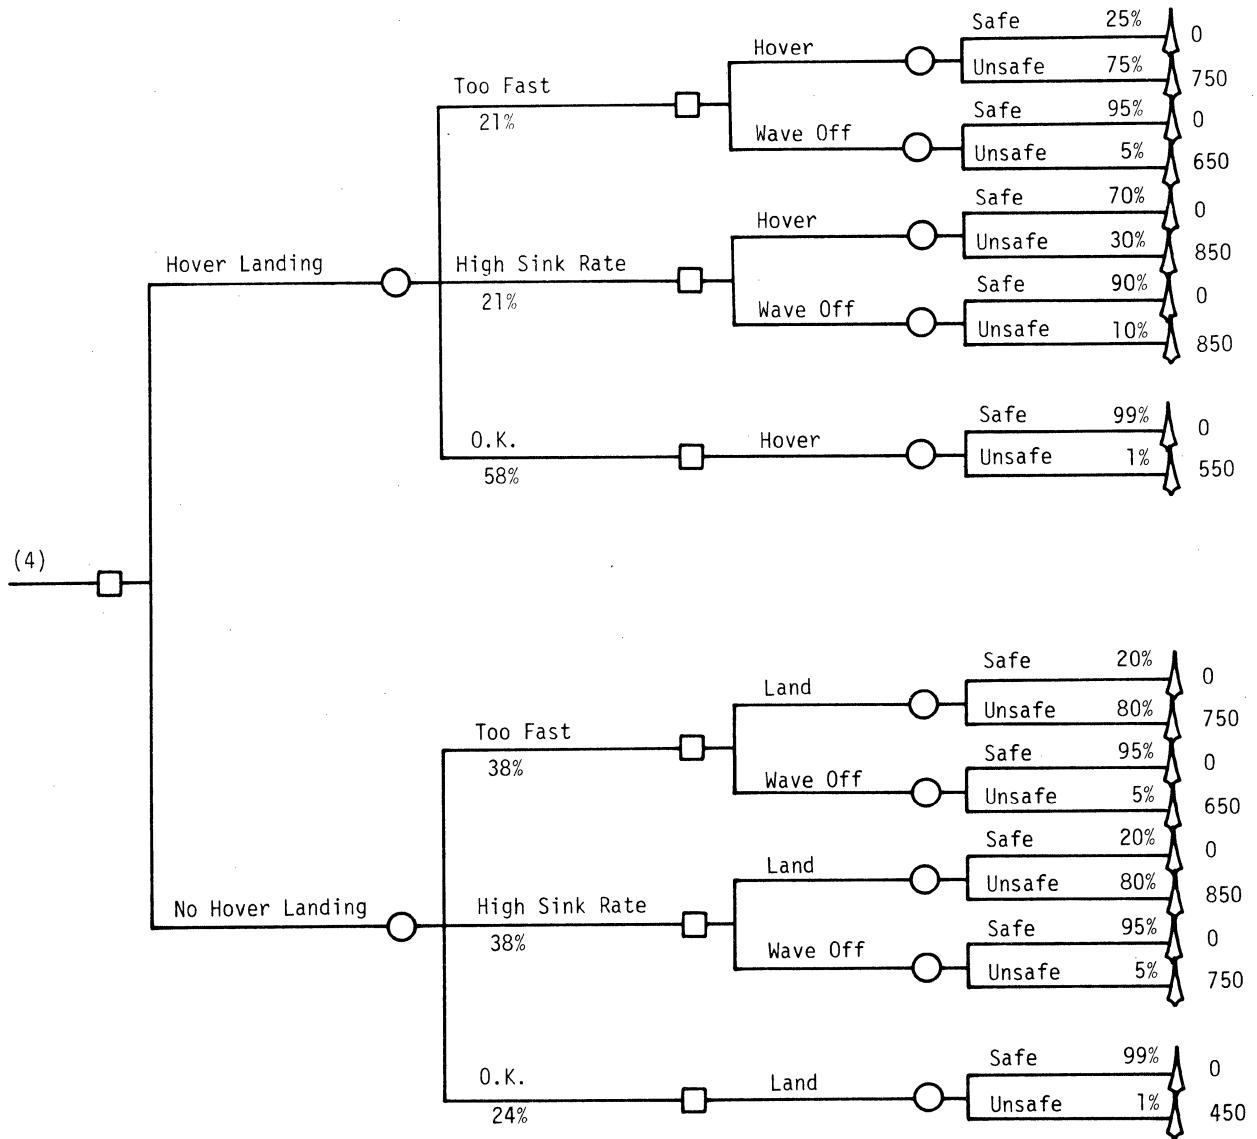 Safe 25% 0
Hover
Unsafe 75% 750
Too Fast
21%
Safe 95% 0
Wave Off
Unsafe 5% 650
Safe 70% 0
Hover
Unsafe 30% 850
Hover Landing
High Sink Rate
21%
Safe 90% 0
Wave Off
Unsafe 10% 850
Safe 99% 0
O.K.
58%
Hover
Unsafe 1% 550
(4)
Safe 20% 0
Land
Unsafe 80% 750
Too Fast
38%
Safe 95% 0
Wave Off
Unsafe 5% 650
Safe 20% 0
Land
Unsafe 80% 850
No Hover Landing
High Sink Rate
38%
Safe 95% 0
Wave Off
Unsafe 5% 750
Safe 99% 0
O.K.
24%
Land
Unsafe 1% 450